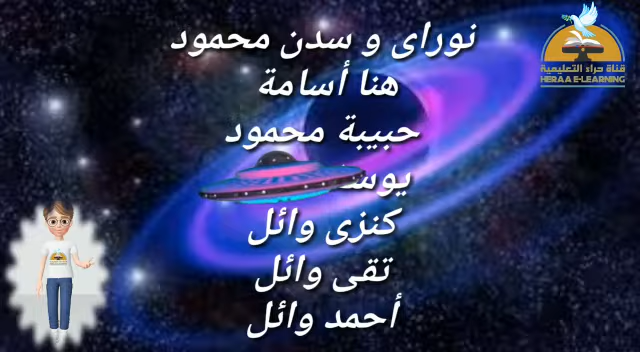 نوراى و سدن محمود
هنا أسامة
حبيبة محمود
كنزى وائل
تقى وائل
أحمد وائل
قناة حراء التعليمية
HERAA E-LEARNING